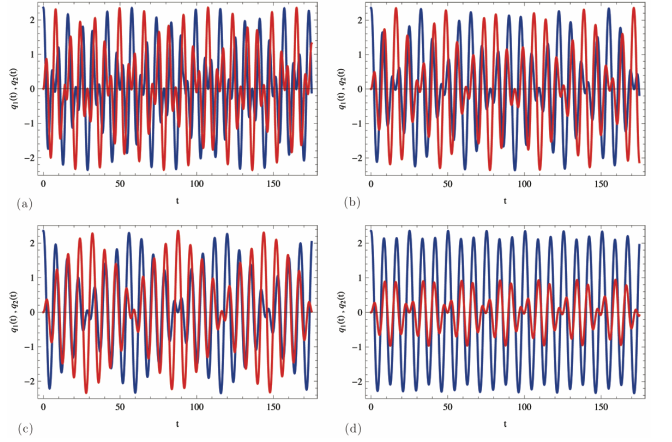 2
1
0
−1
−2
q₁(t) , q₂(t)
0 50 100 150
t
(a)
2
1
0
−1
−2
q₁(t) , q₂(t)
0 50 100 150
t
(b)
2
1
0
−1
−2
q₁(t) , q₂(t)
0 50 100 150
t
(c)
2
1
0
−1
−2
q₁(t) , q₂(t)
0 50 100 150
t
(d)